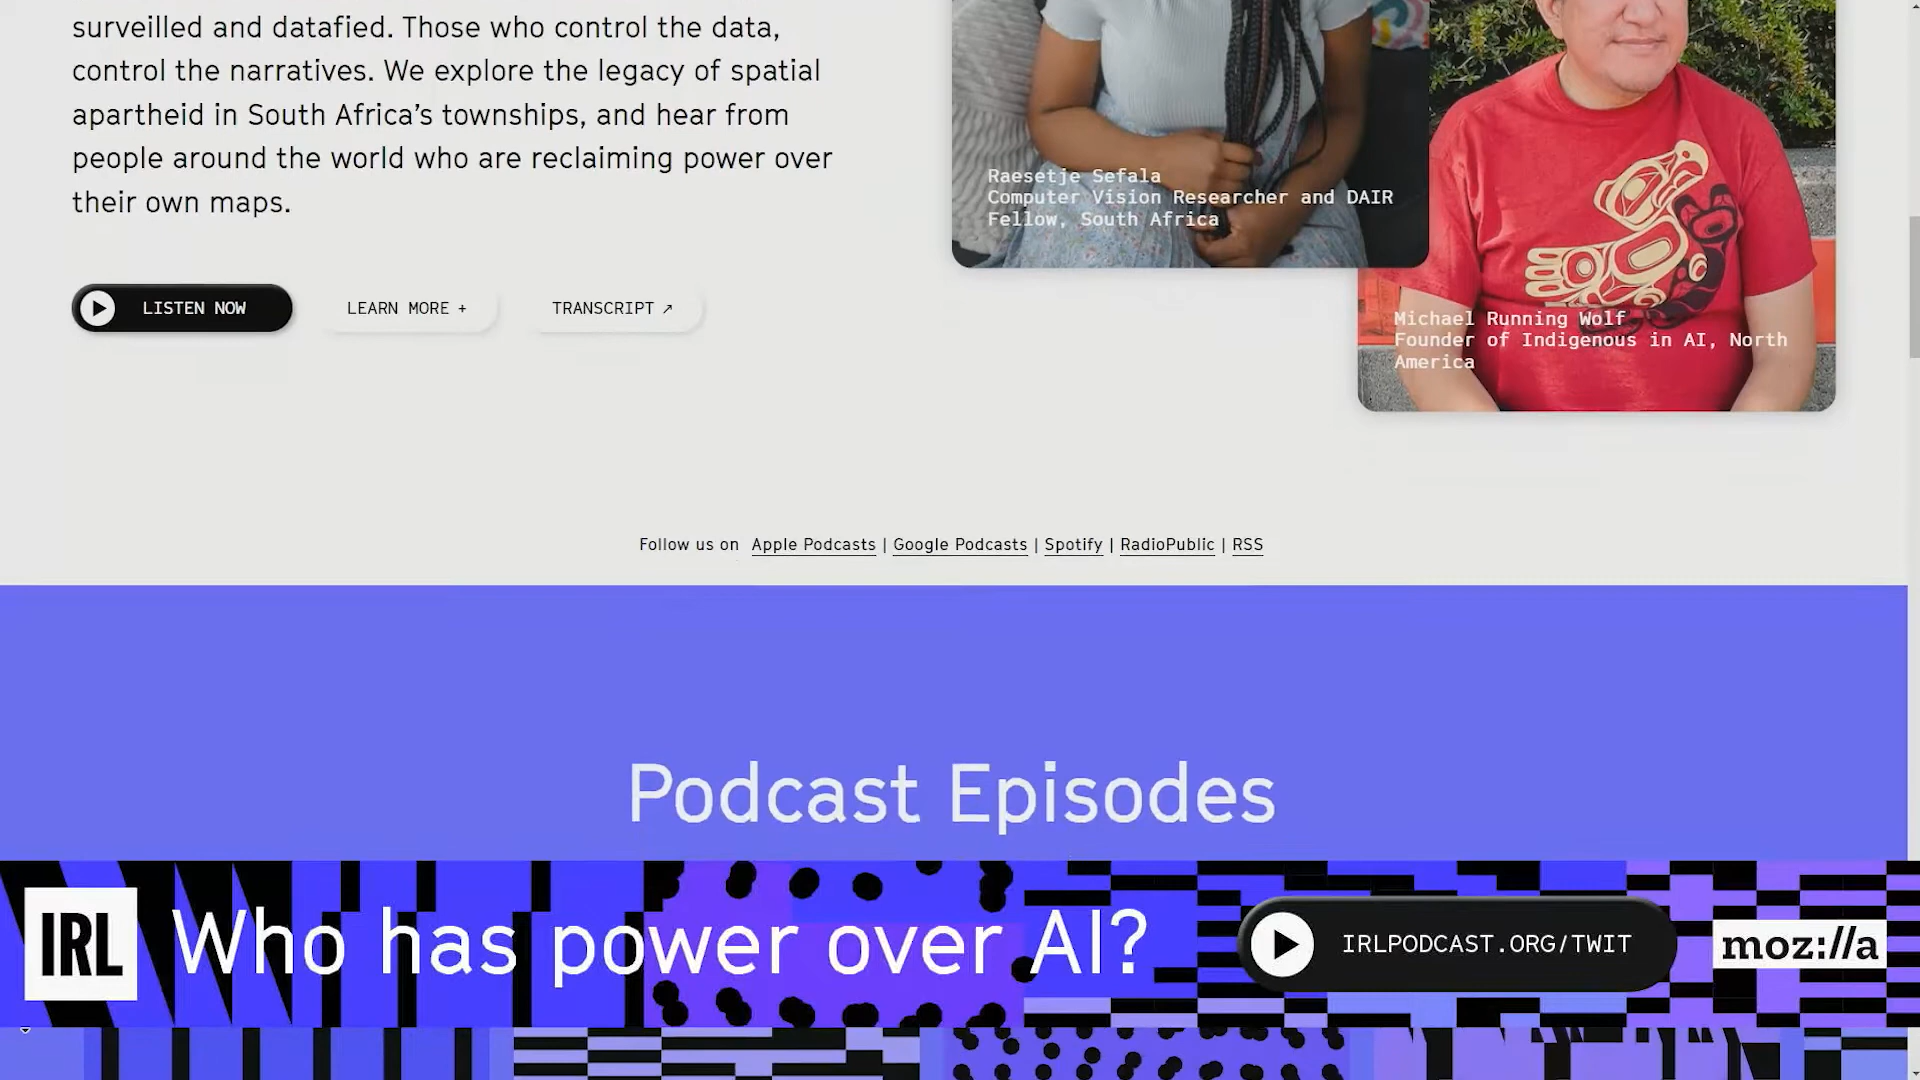 surveilled and datafied. Those who control the data,
control the narratives. We explore the legacy of spatial
apartheid in South Africa’s townships, and hear from
people around the world who are reclaiming power over
their own maps.
LISTEN NOW
LEARN MORE +
TRANSCRIPT ↗
Raesetje Sefala
Computer Vision Researcher and DAIR
Fellow, South Africa
Michael Running Wolf
Founder of Indigenous in AI, North
America
Follow us on Apple Podcasts | Google Podcasts | Spotify | RadioPublic | RSS
Podcast Episodes
IRL
Who has power over AI?
IRLPODCAST.ORG/TWIT
moz://a